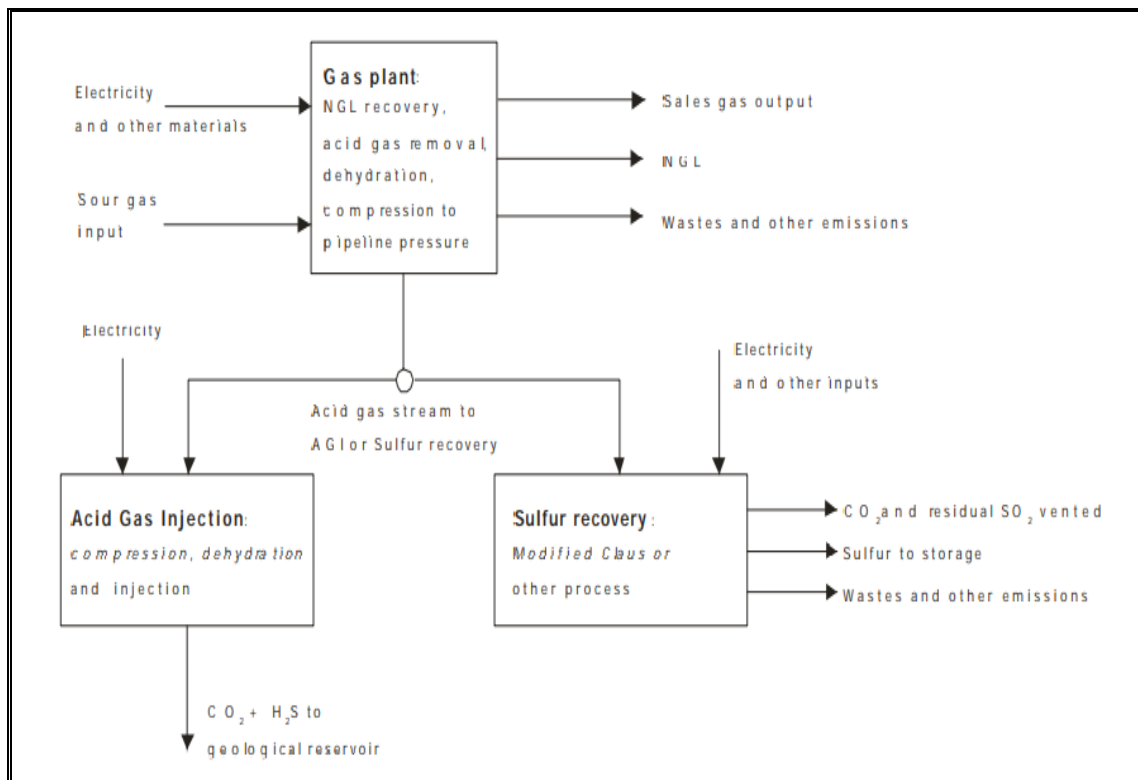 Gas plant:
NGL recovery,
acid gas removal,
dehydration,
compression to
pipeline pressure
Electricity
and other materials
Sour gas
input
Sales gas output
NGL
Wastes and other emissions
Electricity
Electricity
and other inputs
Acid gas stream to
AGI or Sulfur recovery
Acid Gas Injection:
compression, dehydration
and injection
Sulfur recovery :
Modified Claus or
other process
CO₂ and residual SO₂ vented
Sulfur to storage
Wastes and other emissions
CO₂ + H₂S to
geological reservoir